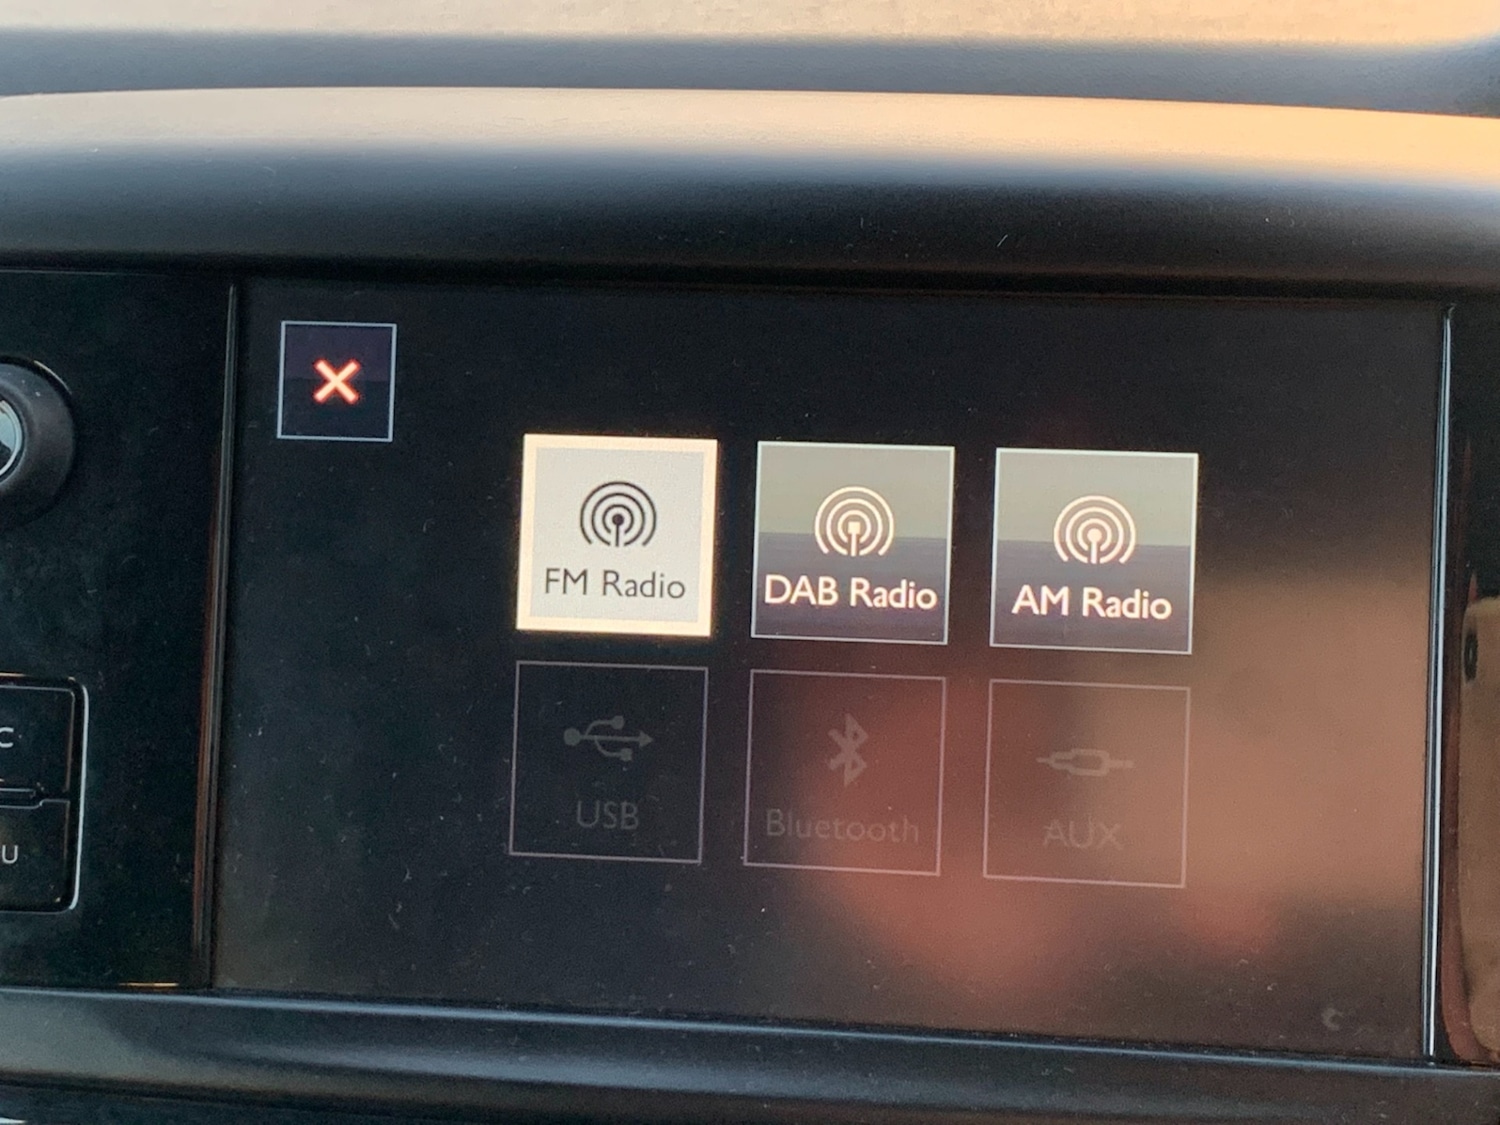 FM Radio
DAB Radio
AM Radio
USB
Bluetooth
AUX
C
U